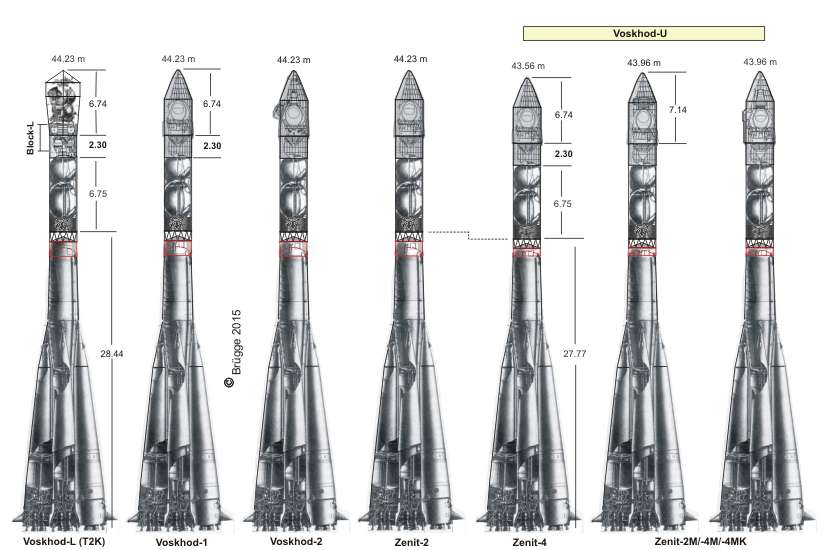 Voskhod-U
44.23 m
44.23 m
44.23 m
44.23 m
43.56 m
43.96 m
43.96 m
6.74
6.74
6.74
7.14
Block-L
2.30
2.30
2.30
6.75
6.75
28.44
27.77
© Brügge 2015
Voskhod-L (T2K)
Voskhod-1
Voskhod-2
Zenit-2
Zenit-4
Zenit-2M/-4M/-4MK